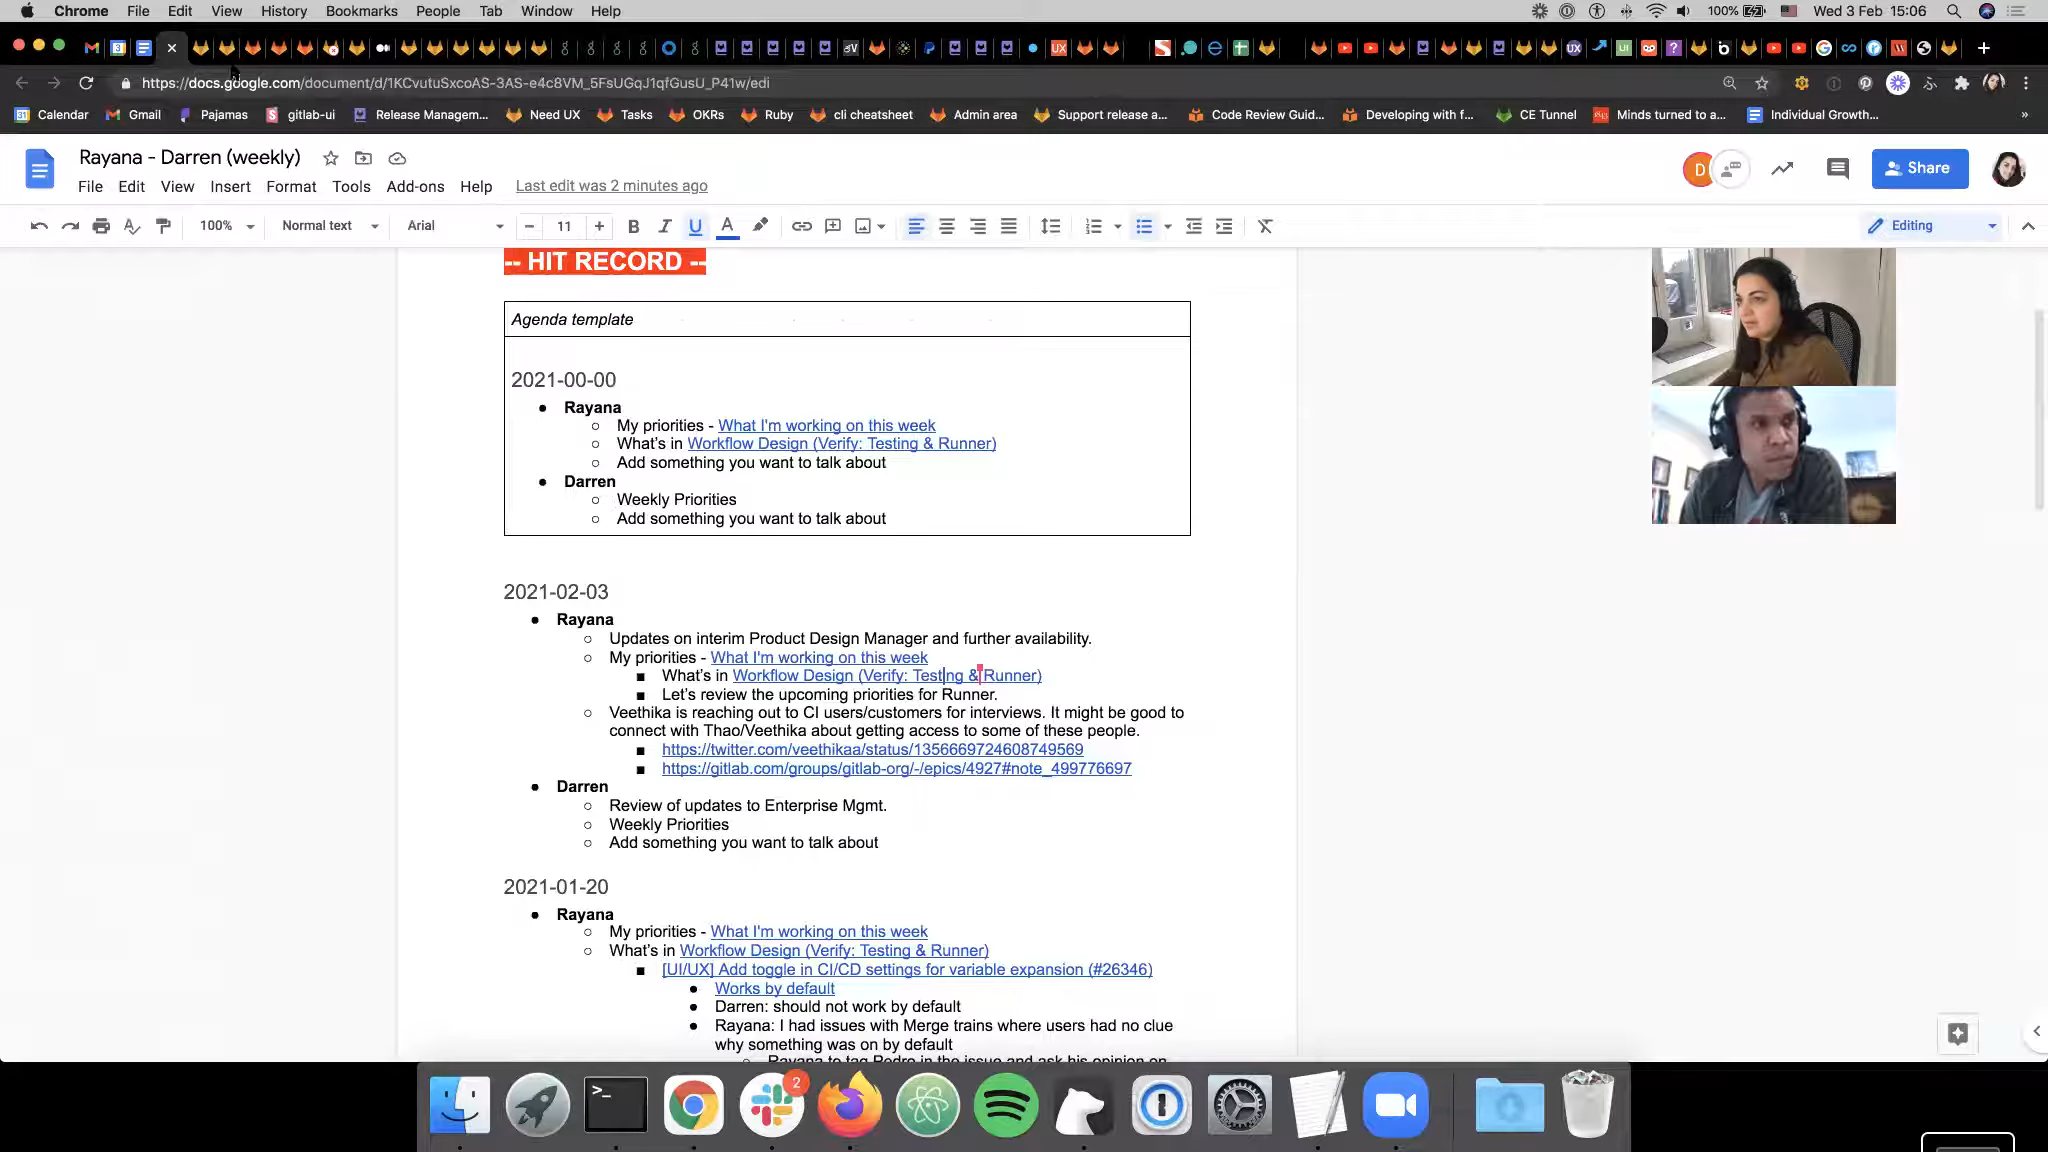 Chrome File Edit View History Bookmarks People Tab Window Help 100% Wed 3 Feb 15:06
https://docs.google.com/document/d/1KCvutuSxcoAS-3AS-e4c8VM_5FsUGqJ1qfGusU_P41w/edi
Calendar Gmail Pajamas gitlab-ui Release Managem... Need UX Tasks OKRs Ruby cli cheatsheet Admin area Support release a... Code Review Guid... Developing with f... CE Tunnel Minds turned to a... Individual Growth... »
Rayana - Darren (weekly)
D
Share
File Edit View Insert Format Tools Add-ons Help Last edit was 2 minutes ago
100% Normal text Arial 11 B I U A Editing
-- HIT RECORD --
Agenda template
2021-00-00
Rayana
My priorities - What I'm working on this week
What's in Workflow Design (Verify: Testing & Runner)
Add something you want to talk about
Darren
Weekly Priorities
Add something you want to talk about
2021-02-03
Rayana
Updates on interim Product Design Manager and further availability.
My priorities - What I'm working on this week
What's in Workflow Design (Verify: Testing & Runner)
Let's review the upcoming priorities for Runner.
Veethika is reaching out to CI users/customers for interviews. It might be good to
connect with Thao/Veethika about getting access to some of these people.
https://twitter.com/veethikaa/status/1356669724608749569
https://gitlab.com/groups/gitlab-org/-/epics/4927#note_499776697
Darren
Review of updates to Enterprise Mgmt.
Weekly Priorities
Add something you want to talk about
2021-01-20
Rayana
My priorities - What I'm working on this week
What's in Workflow Design (Verify: Testing & Runner)
[UI/UX] Add toggle in CI/CD settings for variable expansion (#26346)
Works by default
Darren: should not work by default
Rayana: I had issues with Merge trains where users had no clue
why something was on by default
Rayana to tag Pedro in the issue and ask his opinion on
2